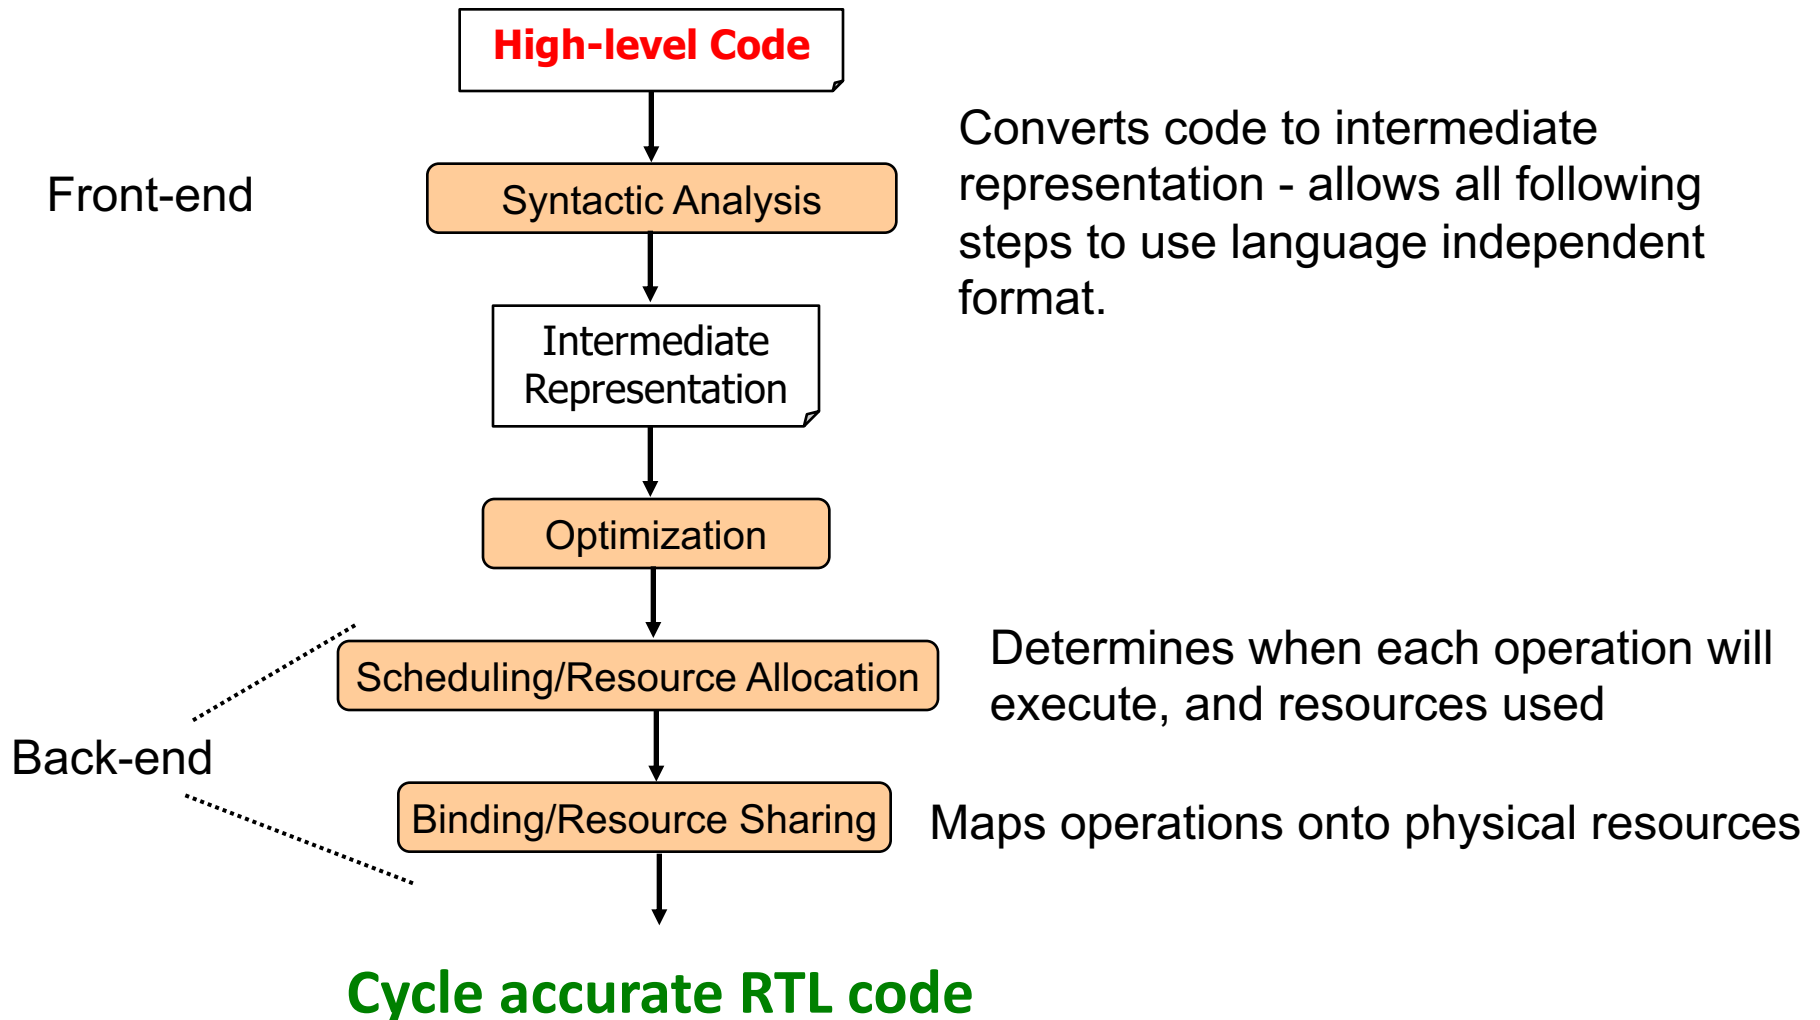 High-level Code
Converts code to intermediate
representation - allows all following
steps to use language independent
format.
Front-end
Syntactic Analysis
Intermediate
Representation
Optimization
Scheduling/Resource Allocation
Determines when each operation will
execute, and resources used
Back-end
Binding/Resource Sharing
Maps operations onto physical resources
Cycle accurate RTL code